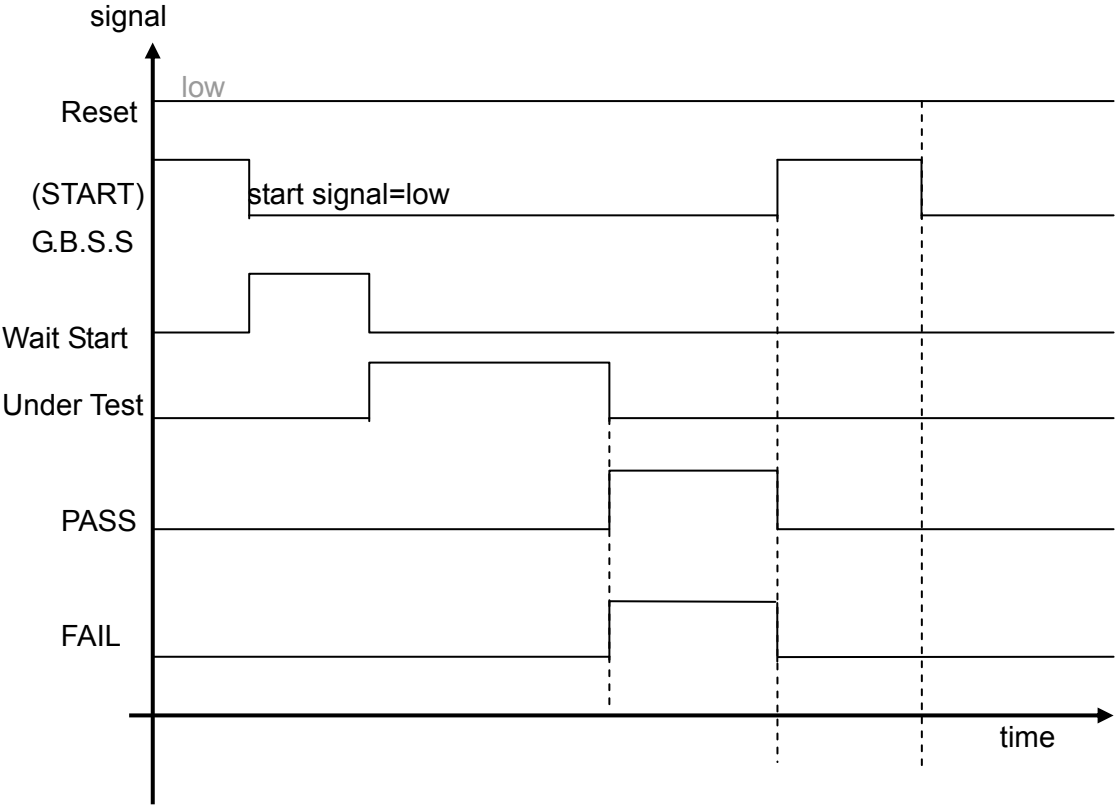 signal
low
Reset
(START)
start signal=low
G.B.S.S
Wait Start
Under Test
PASS
FAIL
time